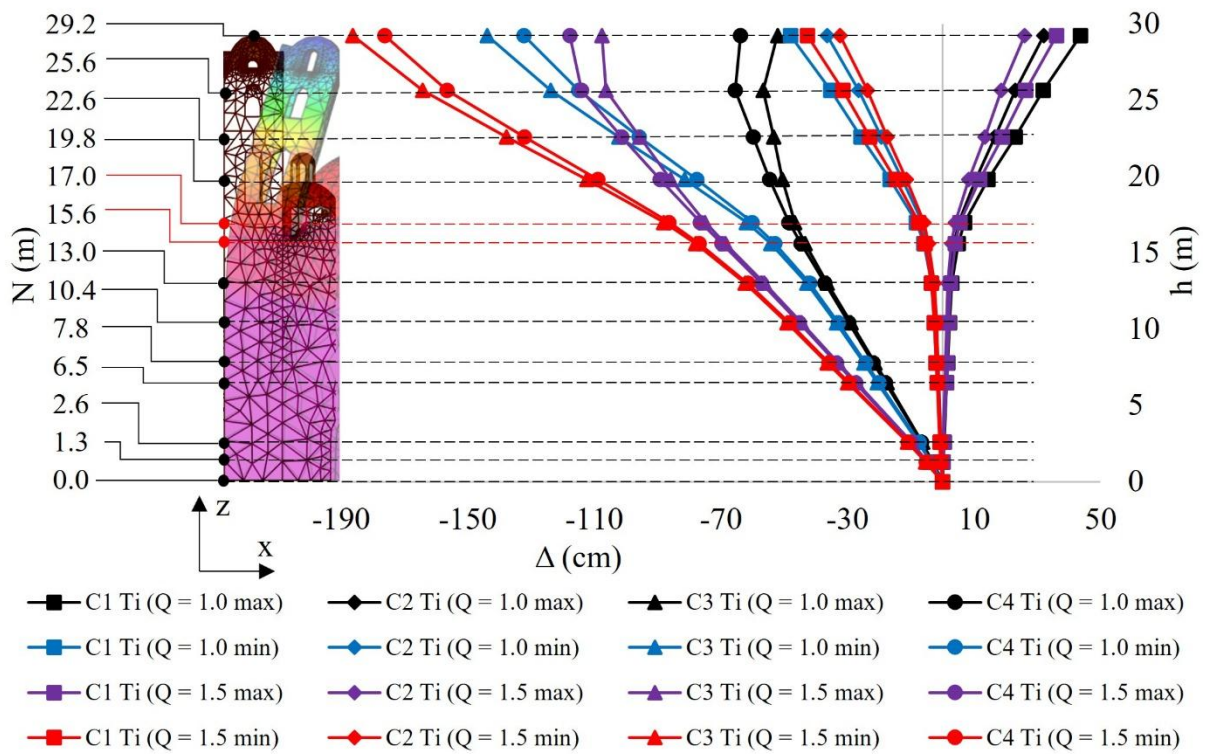 29.2
25.6
22.6
19.8
17.0
15.6
13.0
10.4
7.8
6.5
2.6
1.3
0.0
N (m)
z
x
30
25
20
15
10
5
0
h (m)
-190 -150 -110 -70 -30 10 50
Δ (cm)
C1 Ti (Q = 1.0 max) C2 Ti (Q = 1.0 max) C3 Ti (Q = 1.0 max) C4 Ti (Q = 1.0 max)
C1 Ti (Q = 1.0 min) C2 Ti (Q = 1.0 min) C3 Ti (Q = 1.0 min) C4 Ti (Q = 1.0 min)
C1 Ti (Q = 1.5 max) C2 Ti (Q = 1.5 max) C3 Ti (Q = 1.5 max) C4 Ti (Q = 1.5 max)
C1 Ti (Q = 1.5 min) C2 Ti (Q = 1.5 min) C3 Ti (Q = 1.5 min) C4 Ti (Q = 1.5 min)